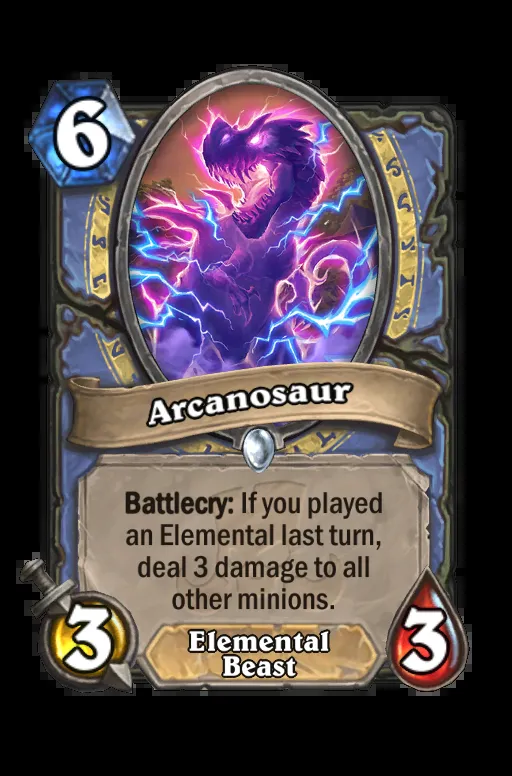 6
Arcanosaur
Battlecry: If you played
an Elemental last turn,
deal 3 damage to all
other minions.
3
Elemental
Beast
3